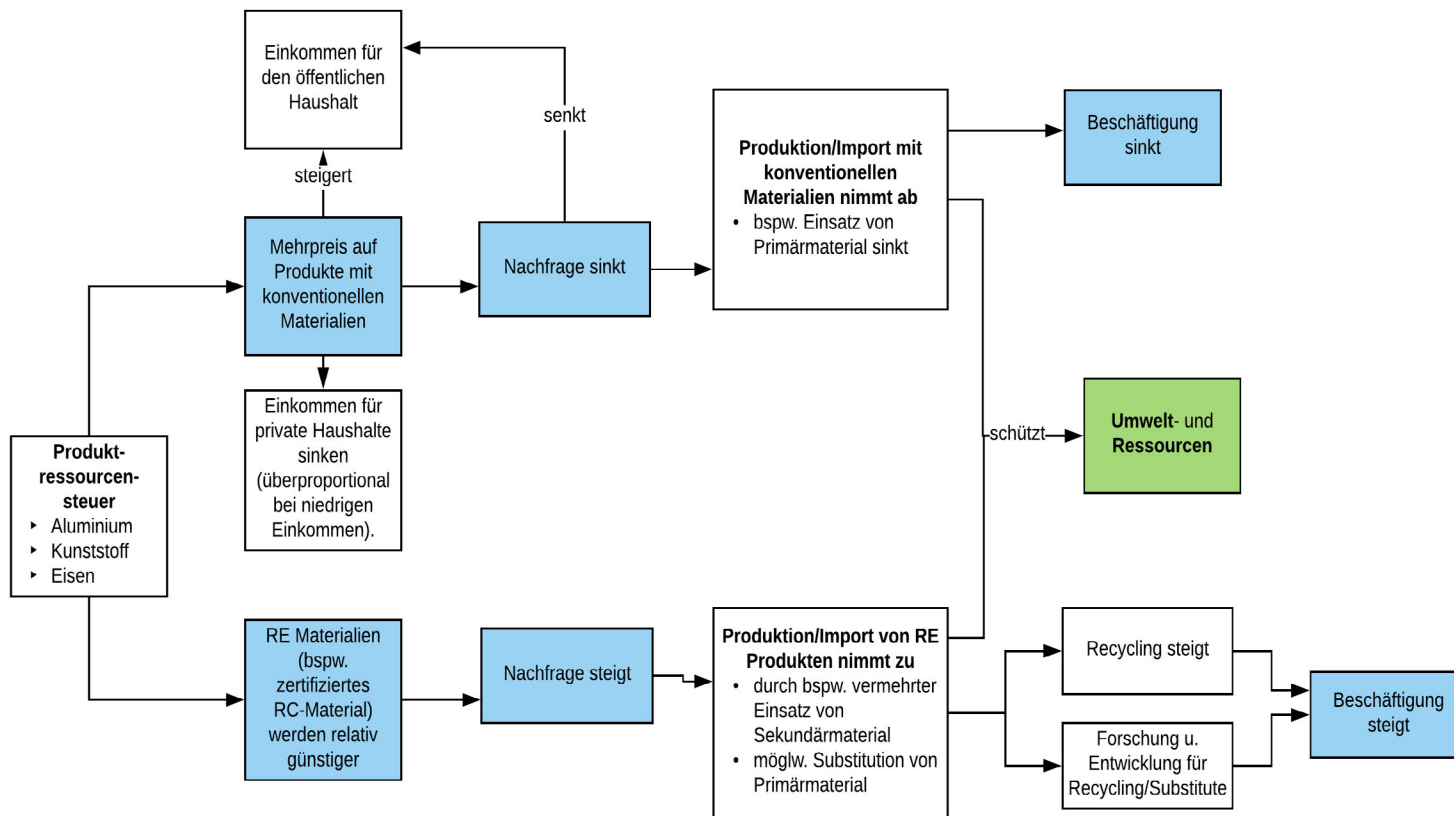 Einkommen für
den öffentlichen
Haushalt
senkt
steigert
Produktion/Import mit
konventionellen
Materialien nimmt ab
• bspw. Einsatz von
Primärmaterial sinkt
Beschäftigung
sinkt
Mehrpreis auf
Produkte mit
konventionellen
Materialien
Nachfrage sinkt
Einkommen für
private Haushalte
sinken
(überproportional
bei niedrigen
Einkommen).
schützt
Umwelt- und
Ressourcen
Produkt-
ressourcen-
steuer
‣ Aluminium
‣ Kunststoff
‣ Eisen
RE Materialien
(bspw.
zertifiziertes
RC-Material)
werden relativ
günstiger
Nachfrage steigt
Produktion/Import von RE
Produkten nimmt zu
• durch bspw. vermehrter
Einsatz von
Sekundärmaterial
• möglw. Substitution von
Primärmaterial
Recycling steigt
Forschung u.
Entwicklung für
Recycling/Substitute
Beschäftigung
steigt